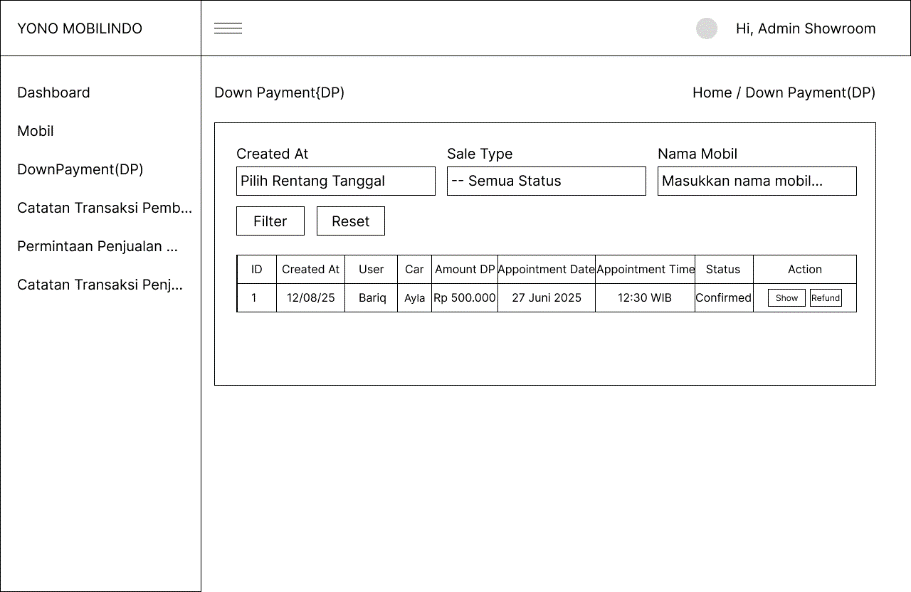 YONO MOBILINDO
Hi, Admin Showroom
Dashboard
Mobil
DownPayment(DP)
Catatan Transaksi Pemb...
Permintaan Penjualan ...
Catatan Transaksi Penj...
Down Payment{DP)
Home / Down Payment(DP)
Created At
Sale Type
Nama Mobil
Pilih Rentang Tanggal
-- Semua Status
Masukkan nama mobil...
Filter
Reset
ID Created At User Car Amount DP Appointment Date Appointment Time Status Action
1 12/08/25 Bariq Ayla Rp 500.000 27 Juni 2025 12:30 WIB Confirmed Show Refund